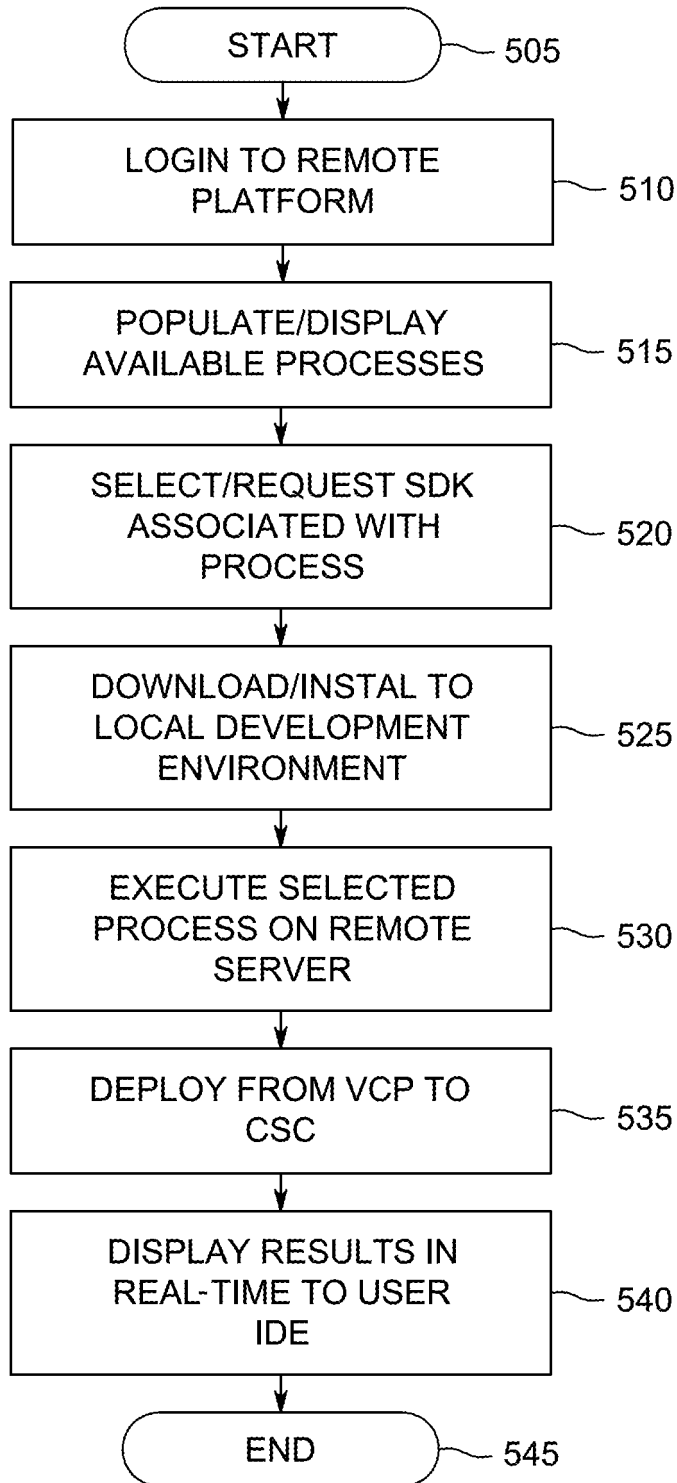 START
505
LOGIN TO REMOTE
PLATFORM
510
POPULATE/DISPLAY
AVAILABLE PROCESSES
515
SELECT/REQUEST SDK
ASSOCIATED WITH
PROCESS
520
DOWNLOAD/INSTAL TO
LOCAL DEVELOPMENT
ENVIRONMENT
525
EXECUTE SELECTED
PROCESS ON REMOTE
SERVER
530
DEPLOY FROM VCP TO
CSC
535
DISPLAY RESULTS IN
REAL-TIME TO USER
IDE
540
END
545